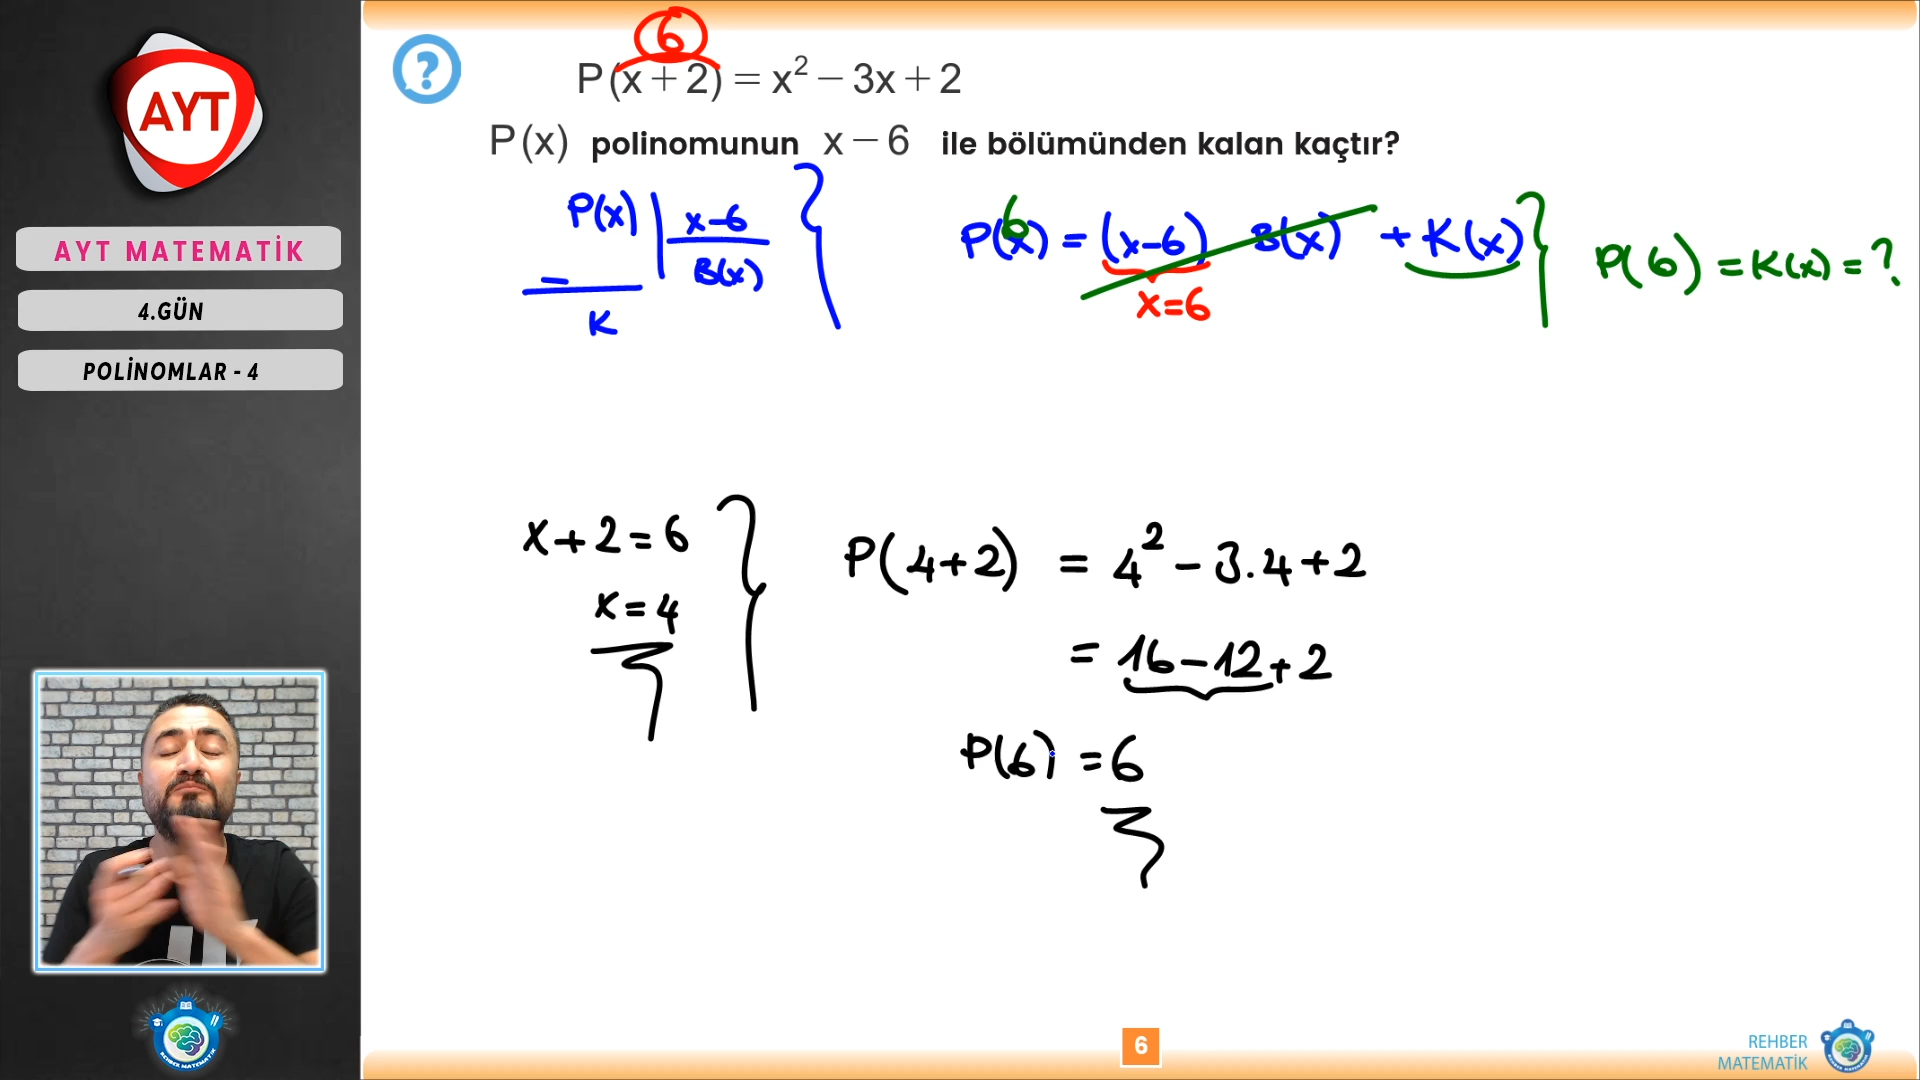 AYT
AYT MATEMATİK
4.GÜN
POLİNOMLAR - 4
6
P(x+2) = x² − 3x + 2
P(x) polinomunun x − 6 ile bölümünden kalan kaçtır?
P(x) | x−6
B(x)
−
K
P(x) = (x−6) B(x) + K(x)
6
x=6
P(6) = K(x) = ?
x+2=6
x=4
P(4+2) = 4² − 3.4+2
= 16−12+2
P(6) = 6
6
REHBER
MATEMATİK
REHBER MATEMATİK